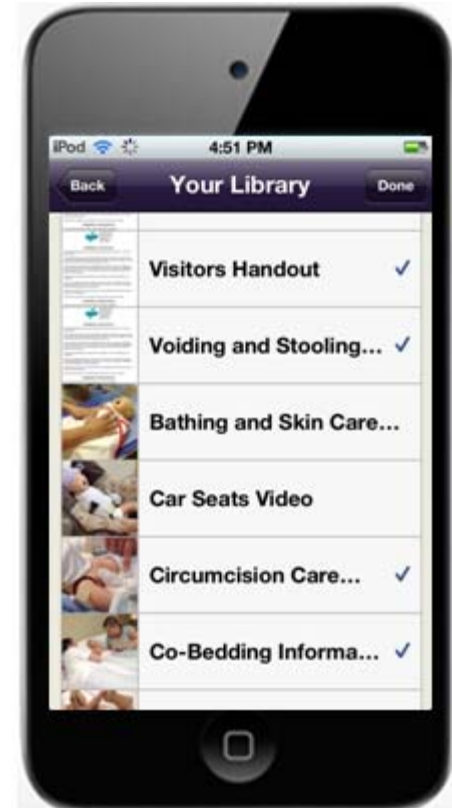 iPod 4:51 PM
Back Your Library Done
Visitors Handout
Voiding and Stooling...
Bathing and Skin Care...
Car Seats Video
Circumcision Care...
Co-Bedding Informa...